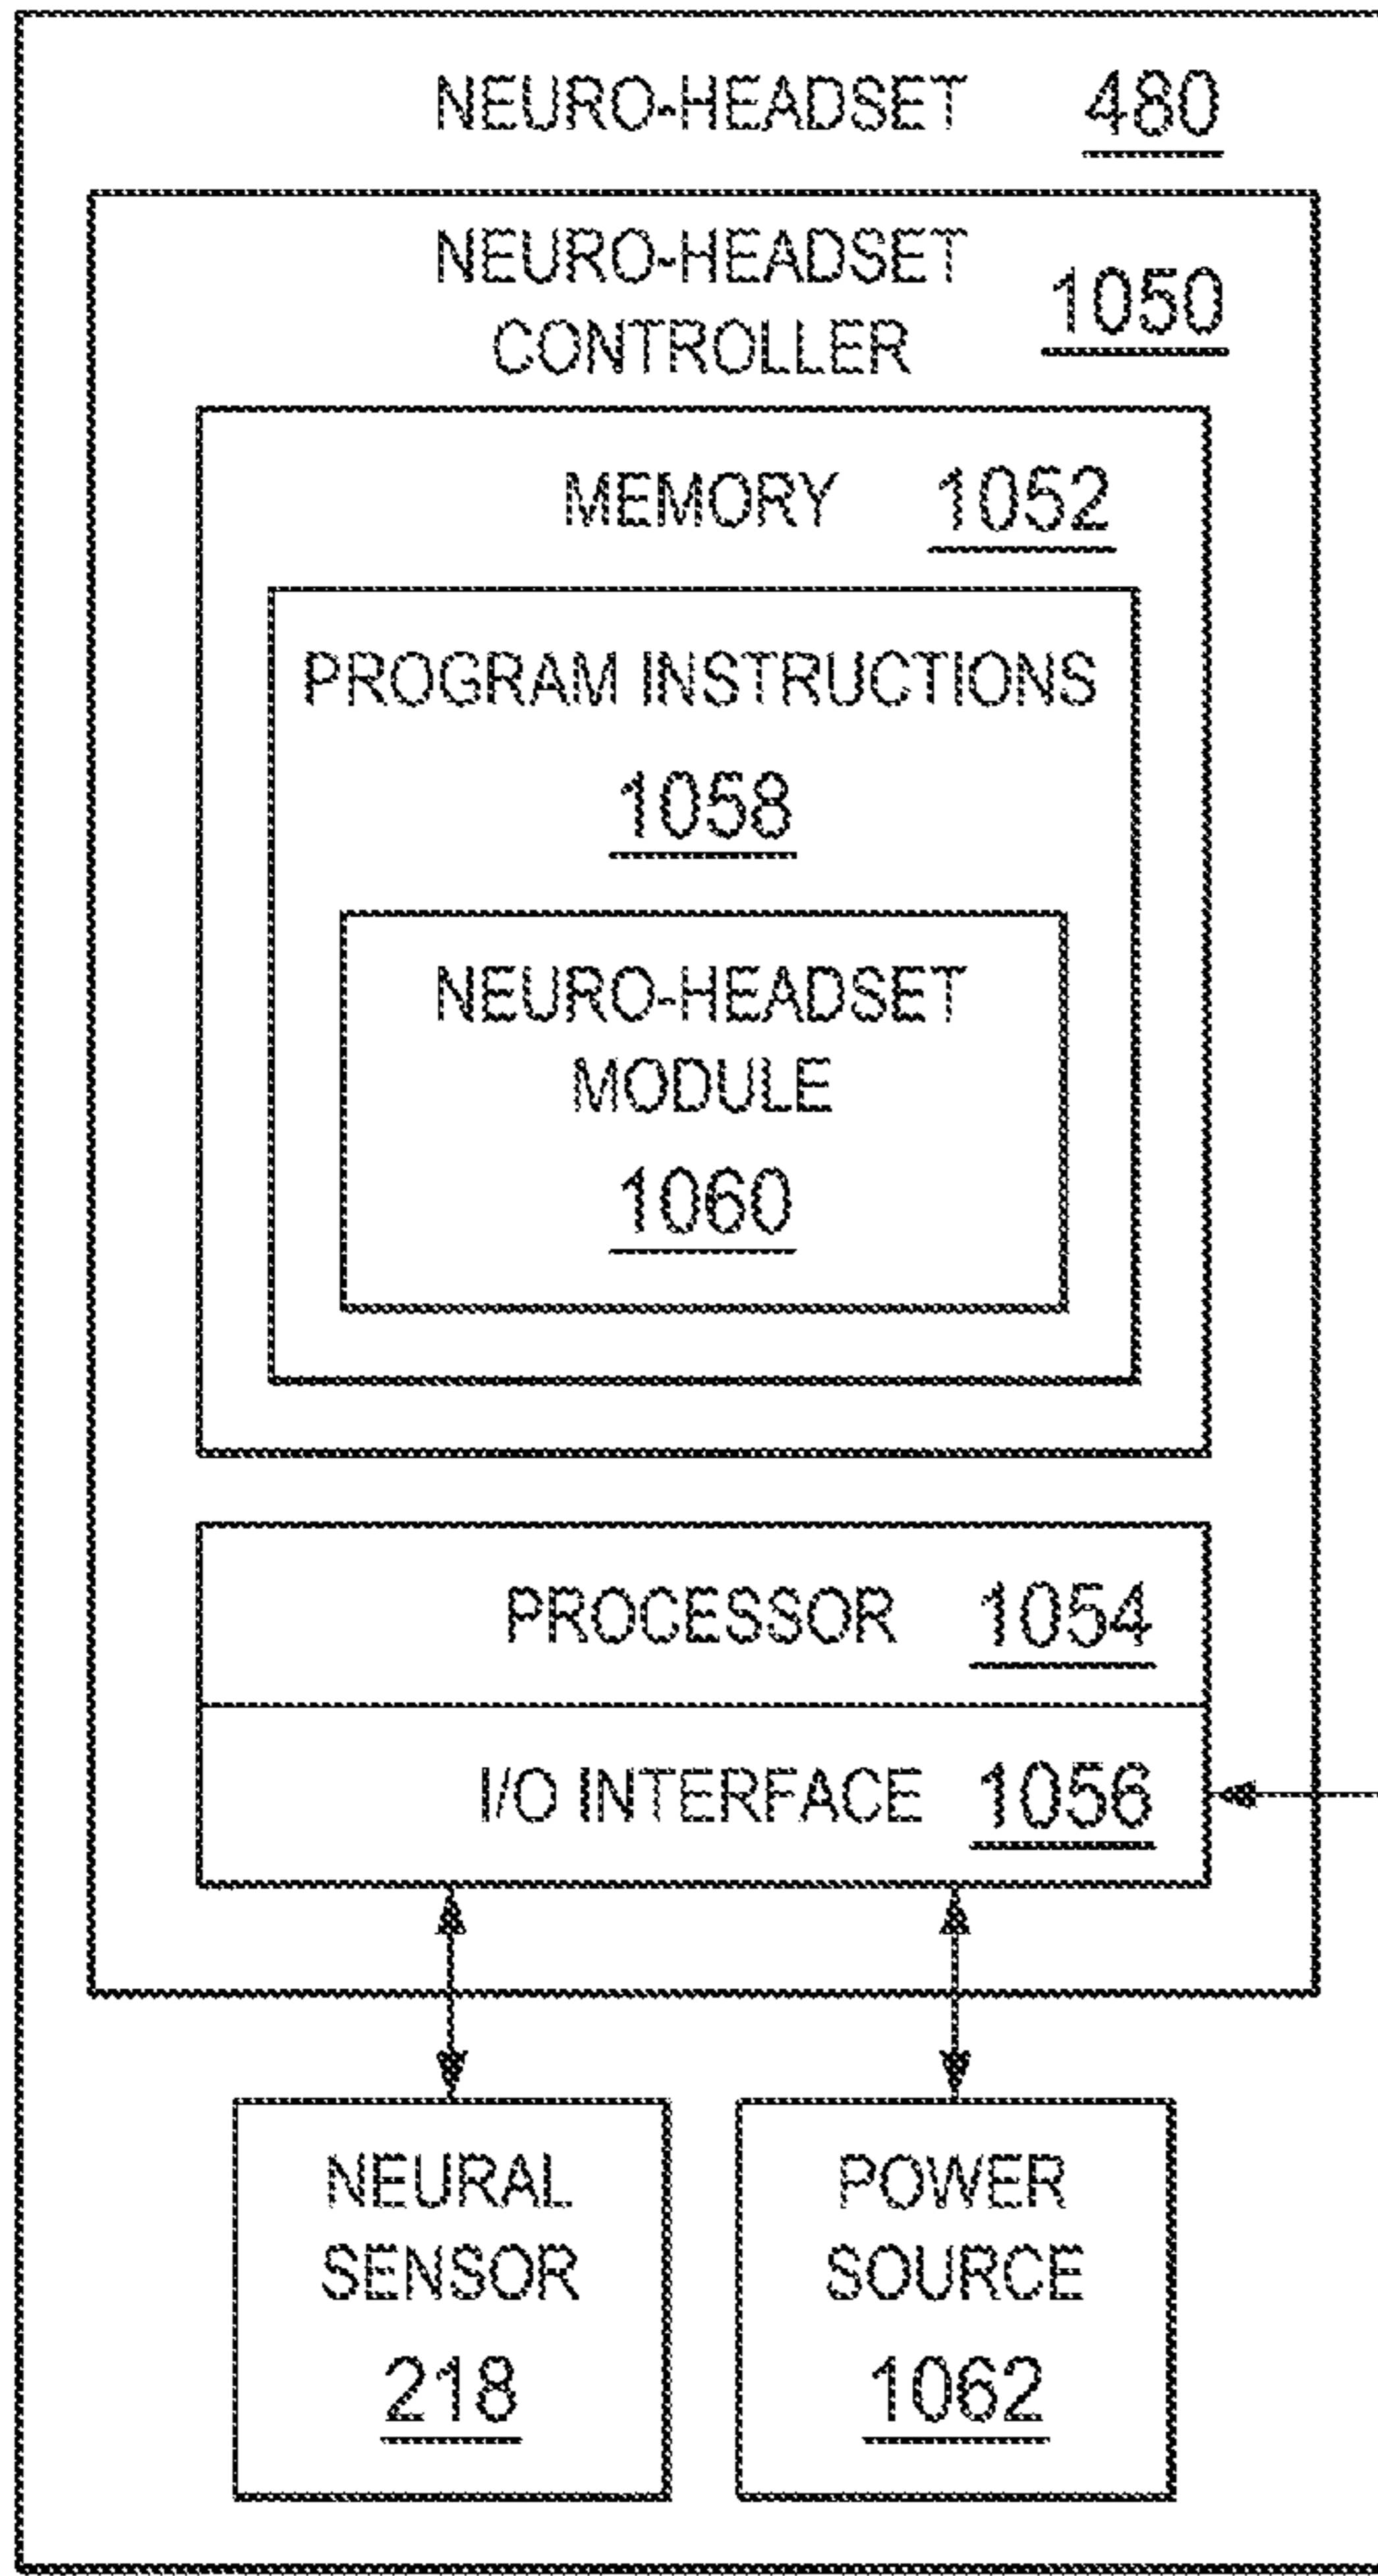 NEURO-HEADSET 480
NEURO-HEADSET
CONTROLLER 1050
MEMORY 1052
PROGRAM INSTRUCTIONS
1058
NEURO-HEADSET
MODULE
1060
PROCESSOR 1054
I/O INTERFACE 1056
NEURAL
SENSOR
218
POWER
SOURCE
1062